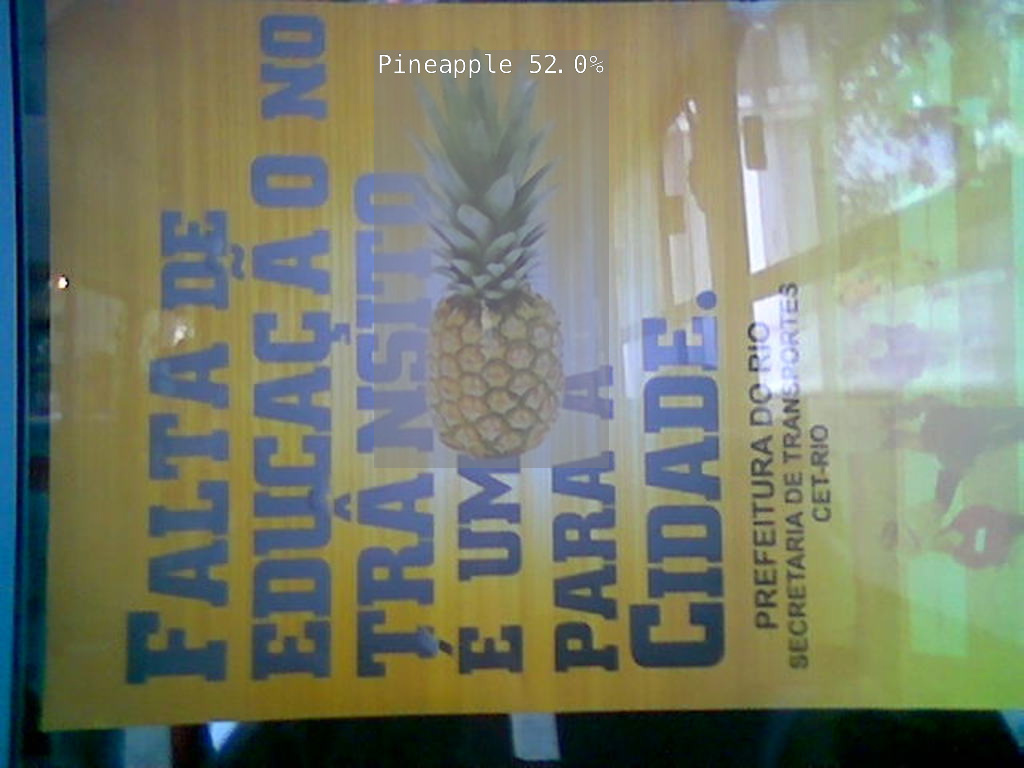 Pineapple 52.0%
FALTA DE
EDUCAÇÃO NO
TRÂNSITO
É UM
PARA A
CIDADE.
PREFEITURA DO RIO
SECRETARIA DE TRANSPORTES
CET-RIO